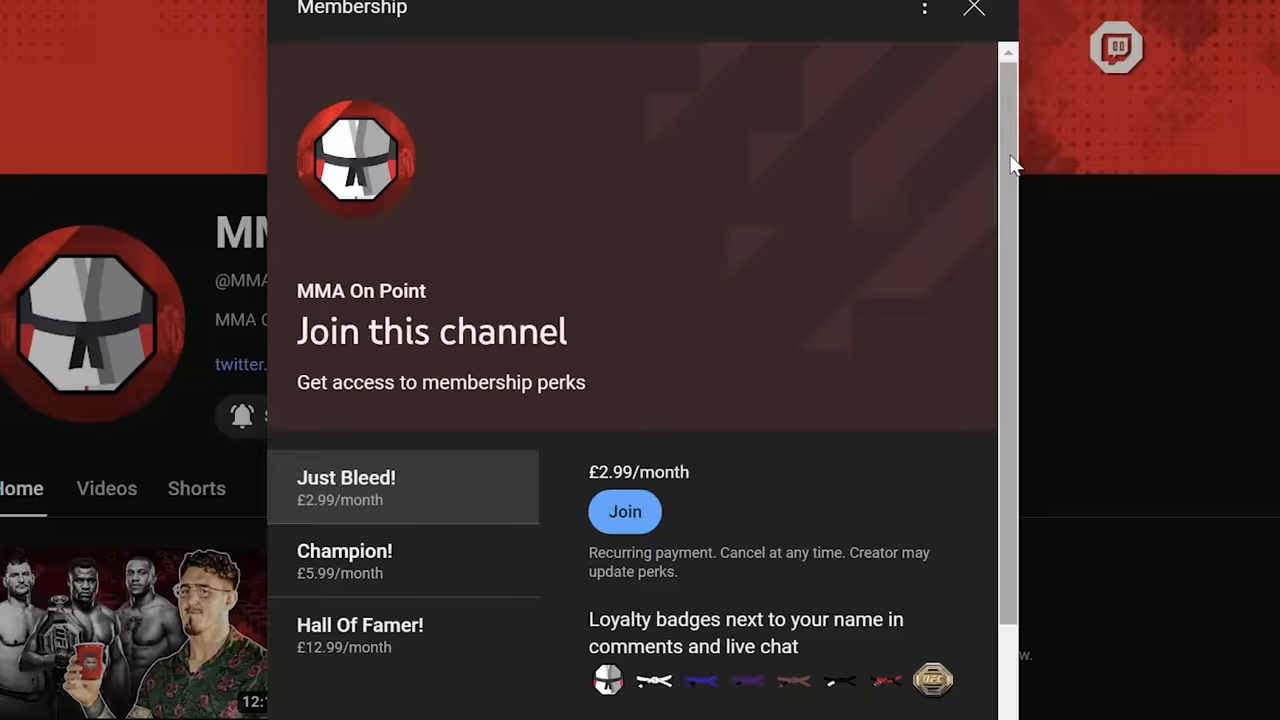 Membership
MMA On Point
Join this channel
Get access to membership perks
Just Bleed!
£2.99/month
Champion!
£5.99/month
Hall Of Famer!
£12.99/month
£2.99/month
Join
Recurring payment. Cancel at any time. Creator may
update perks.
Loyalty badges next to your name in
comments and live chat
UFC
@MMA
MMA
twitter.
Home
Videos
Shorts
12:
w.